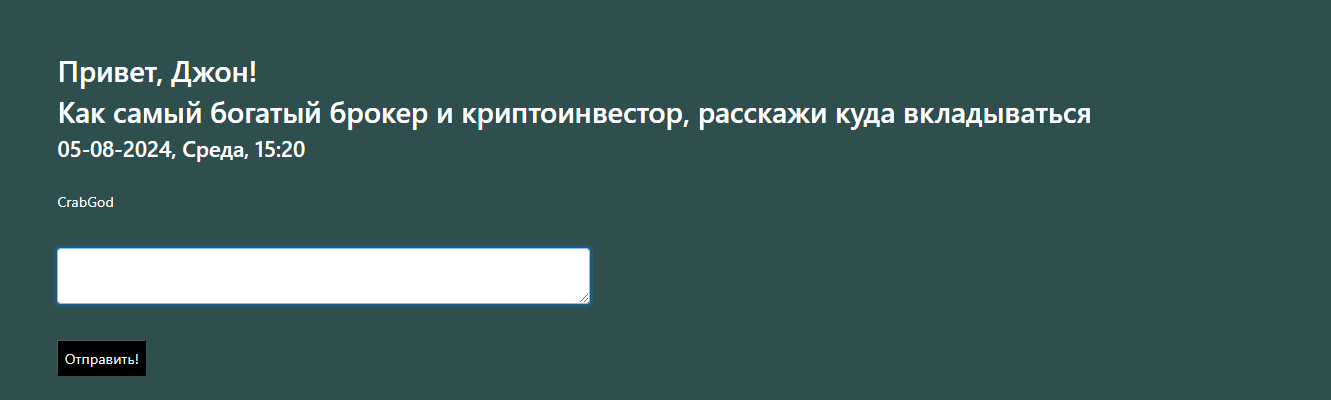 Привет, Джон!
Как самый богатый брокер и криптоинвестор, расскажи куда вкладываться
05-08-2024, Среда, 15:20
CrabGod
Отправить!